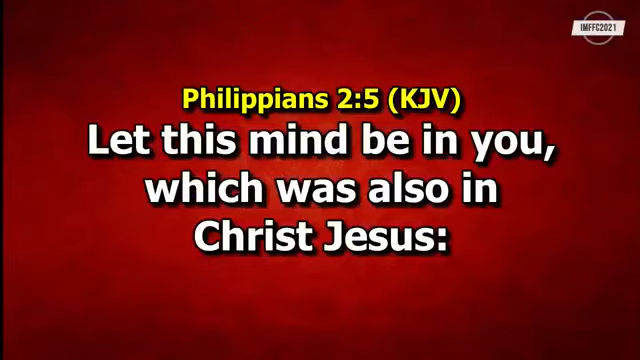 IMFFC2021
Philippians 2:5 (KJV)
Let this mind be in you,
which was also in
Christ Jesus: